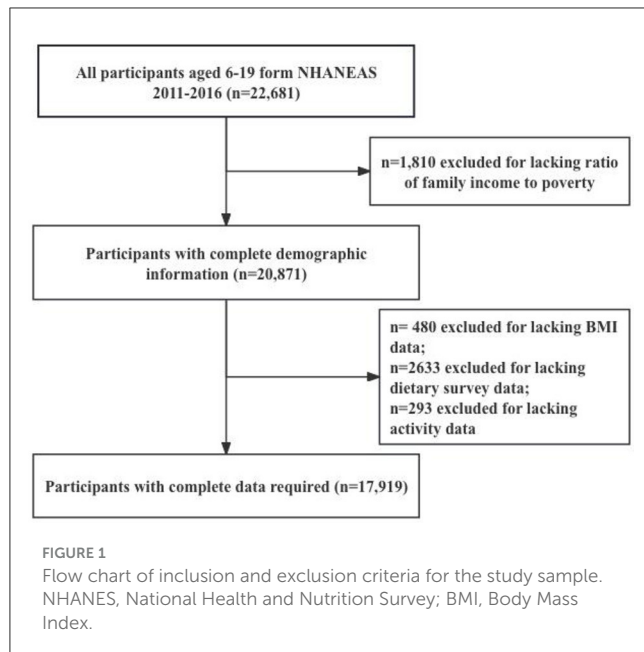 All participants aged 6-19 form NHANEAS
2011-2016 (n=22,681)
n=1,810 excluded for lacking ratio
of family income to poverty
Participants with complete demographic
information (n=20,871)
n= 480 excluded for lacking BMI
data;
n=2633 excluded for lacking
dietary survey data;
n=293 excluded for lacking
activity data
Participants with complete data required (n=17,919)
FIGURE 1
Flow chart of inclusion and exclusion criteria for the study sample.
NHANES, National Health and Nutrition Survey; BMI, Body Mass
Index.